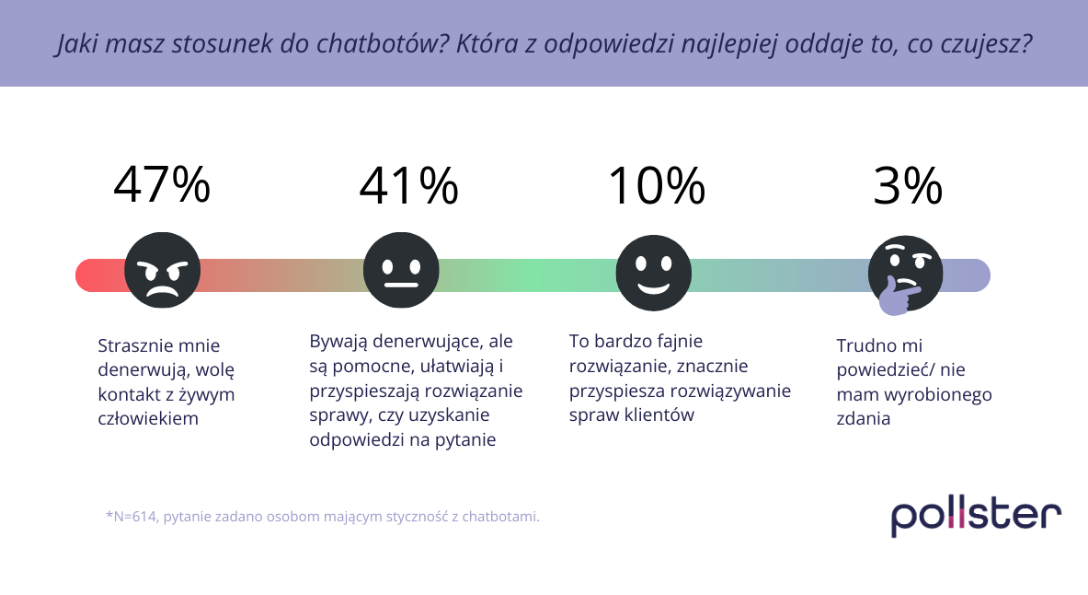 Jaki masz stosunek do chatbotów? Która z odpowiedzi najlepiej oddaje to, co czujesz?
47%
41%
10%
3%
Strasznie mnie
denerwują, wolę
kontakt z żywym
człowiekiem
Bywają denerwujące, ale
są pomocne, ułatwiają i
przyspieszają rozwiązanie
sprawy, czy uzyskanie
odpowiedzi na pytanie
To bardzo fajnie
rozwiązanie, znacznie
przyspiesza rozwiązywanie
spraw klientów
Trudno mi
powiedzieć/ nie
mam wyrobionego
zdania
*N=614, pytanie zadano osobom mającym styczność z chatbotami.
pollster